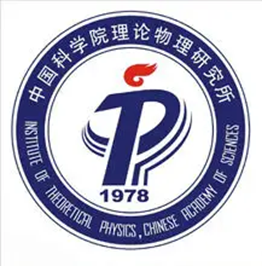 中国科学院理论物理研究所
1978
INSTITUTE OF THEORETICAL PHYSICS, CHINESE ACADEMY OF SCIENCES